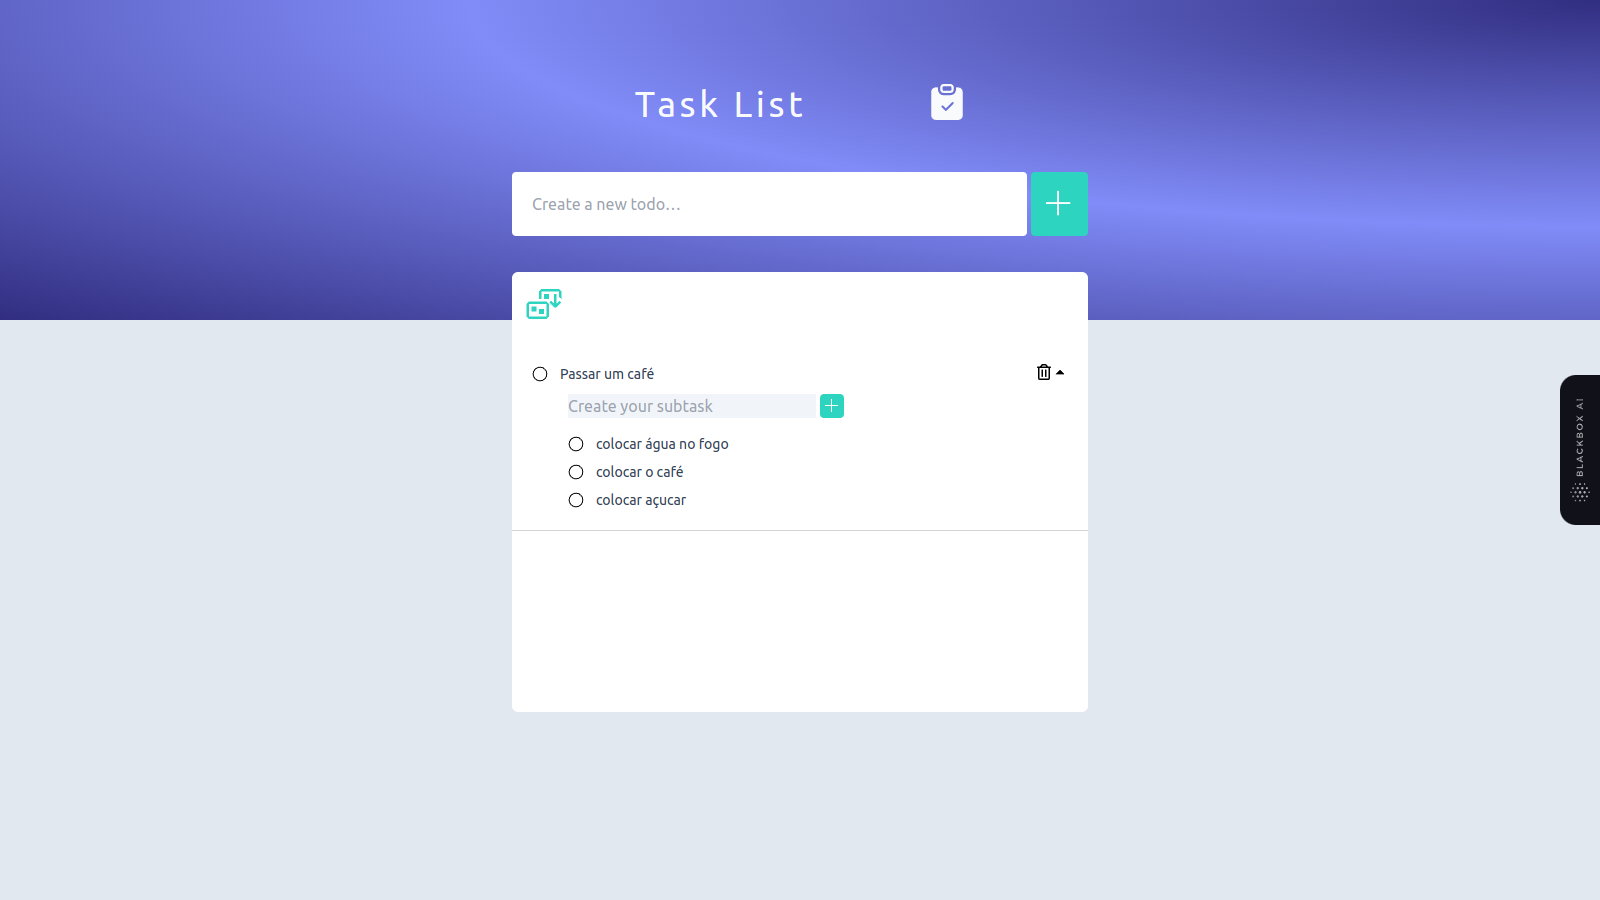 Task List
Create a new todo...
Passar um café
Create your subtask
colocar água no fogo
colocar o café
colocar açucar
BLACKBOX AI